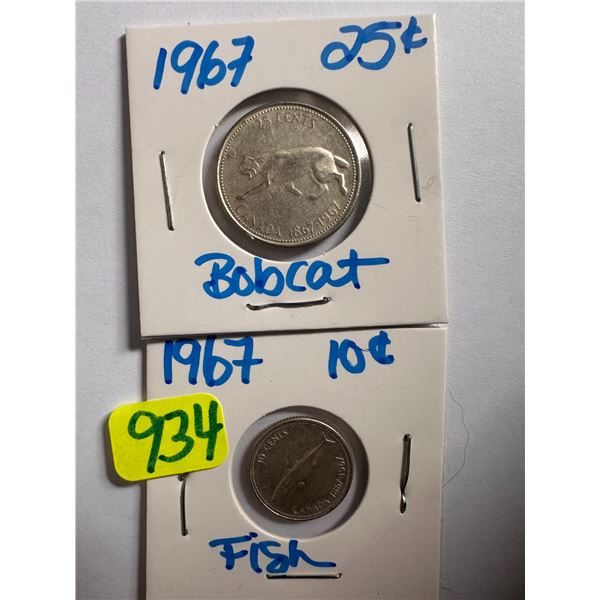 1967 25¢
25 CENTS
CANADA 1867-1967
Bobcat
1967 10¢
934
10 CENTS
CANADA 1867-1967
Fish